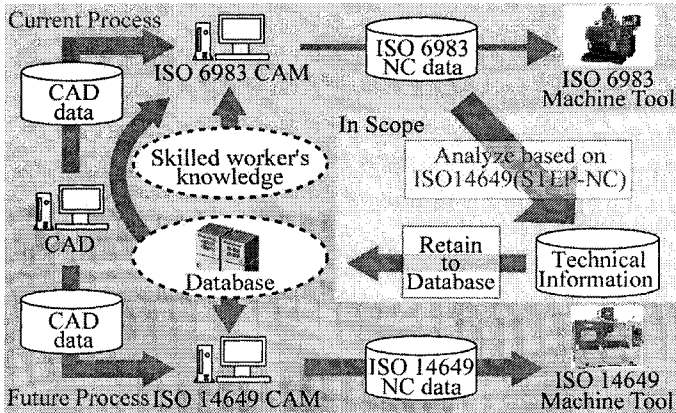 Current Process
CAD
data
ISO 6983 CAM
ISO 6983
NC data
ISO 6983
Machine Tool
In Scope
Skilled worker's
knowledge
Analyze based on
ISO14649(STEP-NC)
CAD
Database
Retain
to
Database
Technical
Information
CAD
data
Future Process
ISO 14649 CAM
ISO 14649
NC data
ISO 14649
Machine Tool